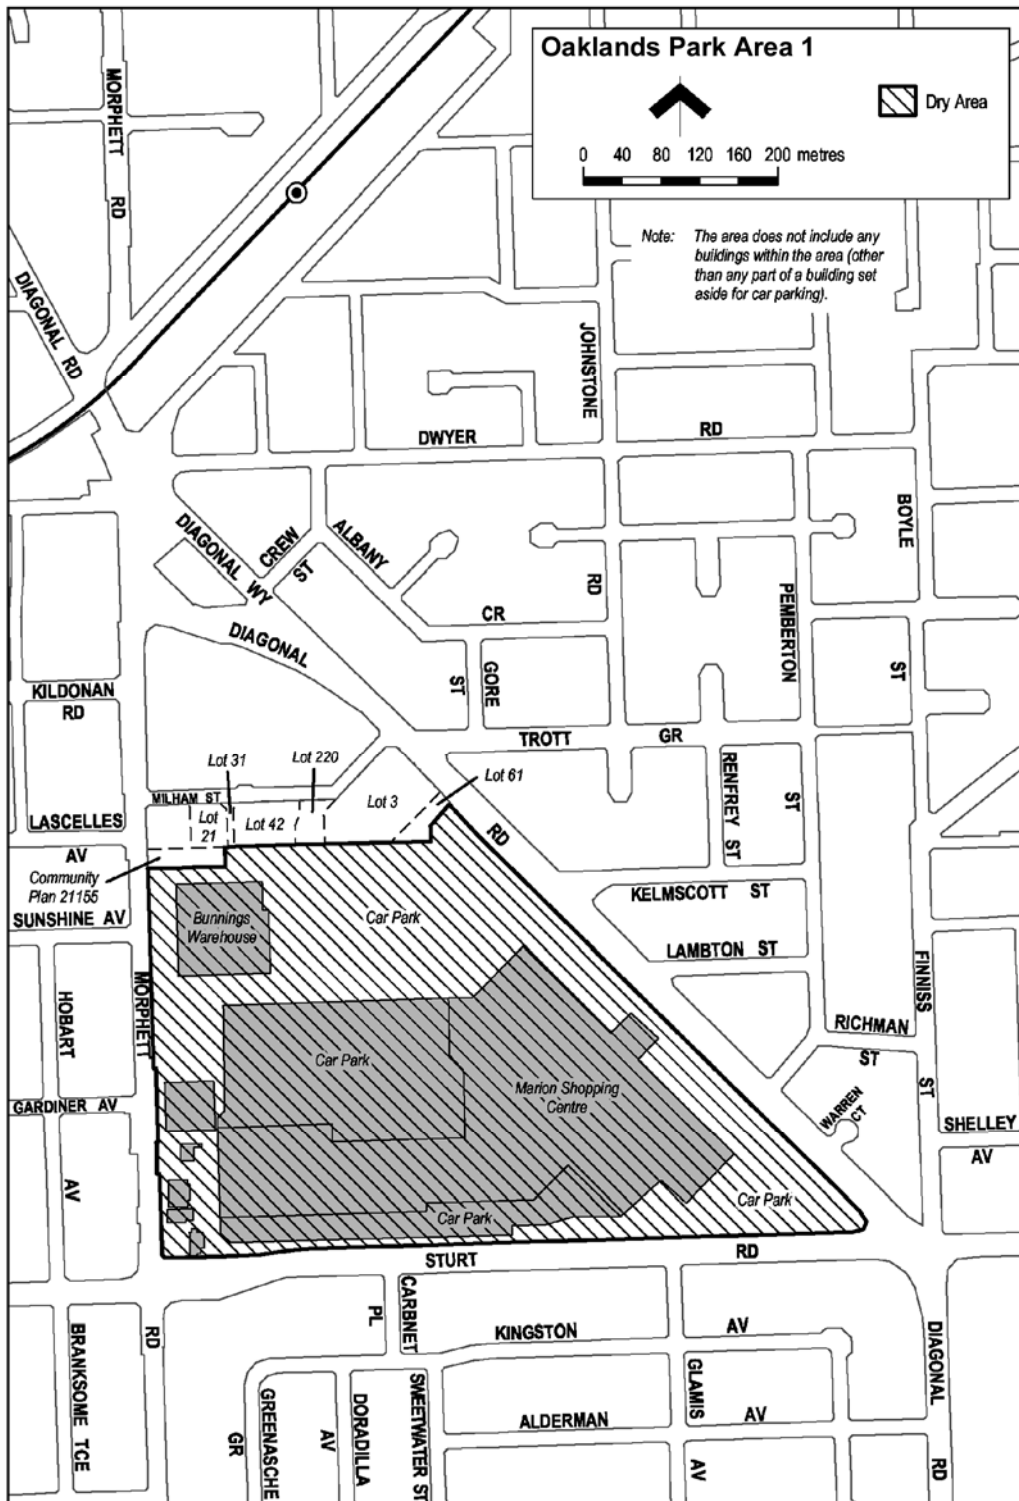 Oaklands Park Area 1
Dry Area
0 40 80 120 160 200 metres
Note: The area does not include any
buildings within the area (other
than any part of a building set
aside for car parking).
MORPHETT
RD
DIAGONAL RD
JOHNSTONE
RD
DWYER RD
BOYLE
ST
DIAGONAL WY
CREW
ST
ALBANY
CR
PEMBERTON
ST
DIAGONAL
RD
GORE
ST
KILDONAN
RD
TROTT GR
RENFREY ST
Lot 31
Lot 220
Lot 61
MILHAM ST
Lot 3
Lot
21
Lot 42
LASCELLES
AV
Community
Plan 21155
SUNSHINE AV
KELMSCOTT ST
LAMBTON ST
Bunnings
Warehouse
Car Park
MORPHETT
RD
HOBART
AV
FINNISS
ST
RICHMAN
ST
Car Park
Marion Shopping
Centre
GARDINER AV
WARREN
CT
SHELLEY
AV
Car Park
Car Park
STURT RD
CARBNET
PL
KINGSTON AV
DIAGONAL
RD
BRANKSOME TCE
GREENASCHE
GR
DORADILLA
AV
SWEETWATER ST
GLAMIS
AV
ALDERMAN AV